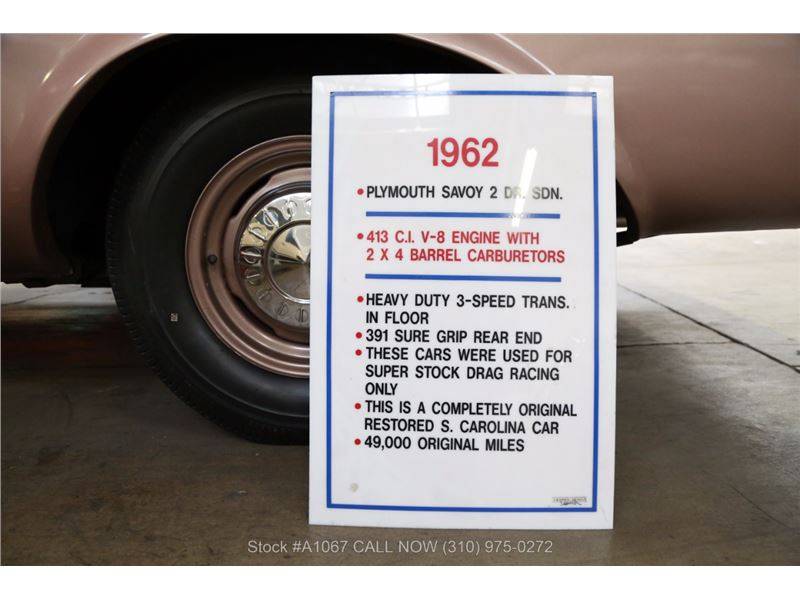 1962
• PLYMOUTH SAVOY 2 DR. SDN.
• 413 C.I. V-8 ENGINE WITH
2 X 4 BARREL CARBURETORS
• HEAVY DUTY 3-SPEED TRANS.
IN FLOOR
• 391 SURE GRIP REAR END
• THESE CARS WERE USED FOR
SUPER STOCK DRAG RACING
ONLY
• THIS IS A COMPLETELY ORIGINAL
RESTORED S. CAROLINA CAR
• 49,000 ORIGINAL MILES
Stock #A1067 CALL NOW (310) 975-0272